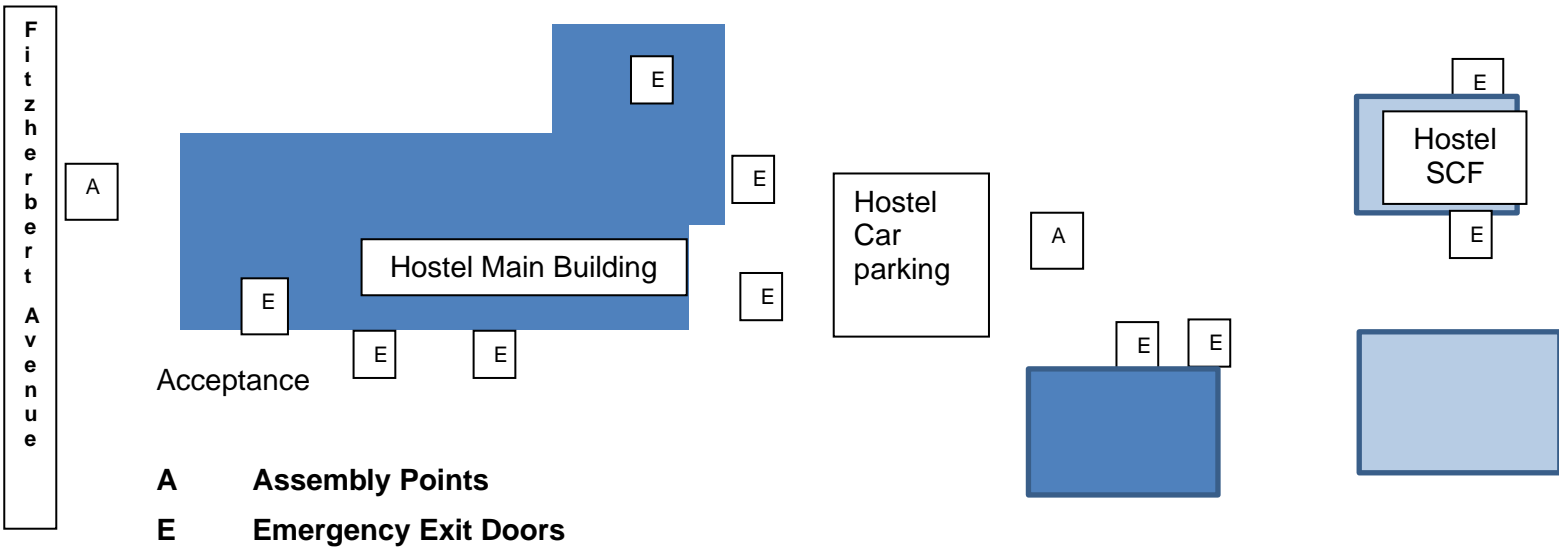 Fitzherbert Avenue
E
E
Hostel
SCF
A
E
Hostel
Car
parking
A
E
Hostel Main Building
E
E
E
E
E
E
Acceptance
A Assembly Points
E Emergency Exit Doors